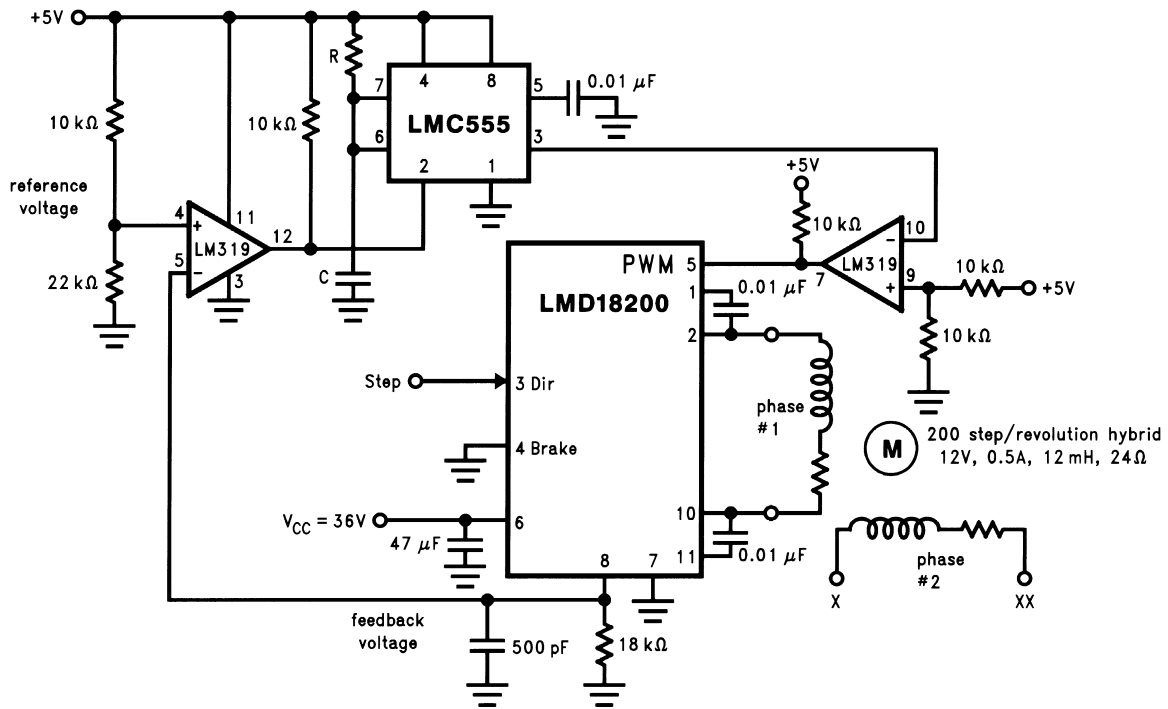 +5V
R
7
4
8
5
0.01 μF
10 kΩ
10 kΩ
LMC555
6
3
2
1
reference
voltage
+5V
4
+
11
10 kΩ
10
−
LM319
12
5
−
3
PWM
5
7
LM319
9
+
10 kΩ
+5V
22 kΩ
C
LMD18200
1
0.01 μF
2
10 kΩ
Step
3 Dir
phase
#1
4 Brake
M
200 step/revolution hybrid
12V, 0.5A, 12 mH, 24Ω
VCC = 36V
6
10
47 μF
11
0.01 μF
8
7
phase
#2
X
XX
feedback
voltage
500 pF
18 kΩ